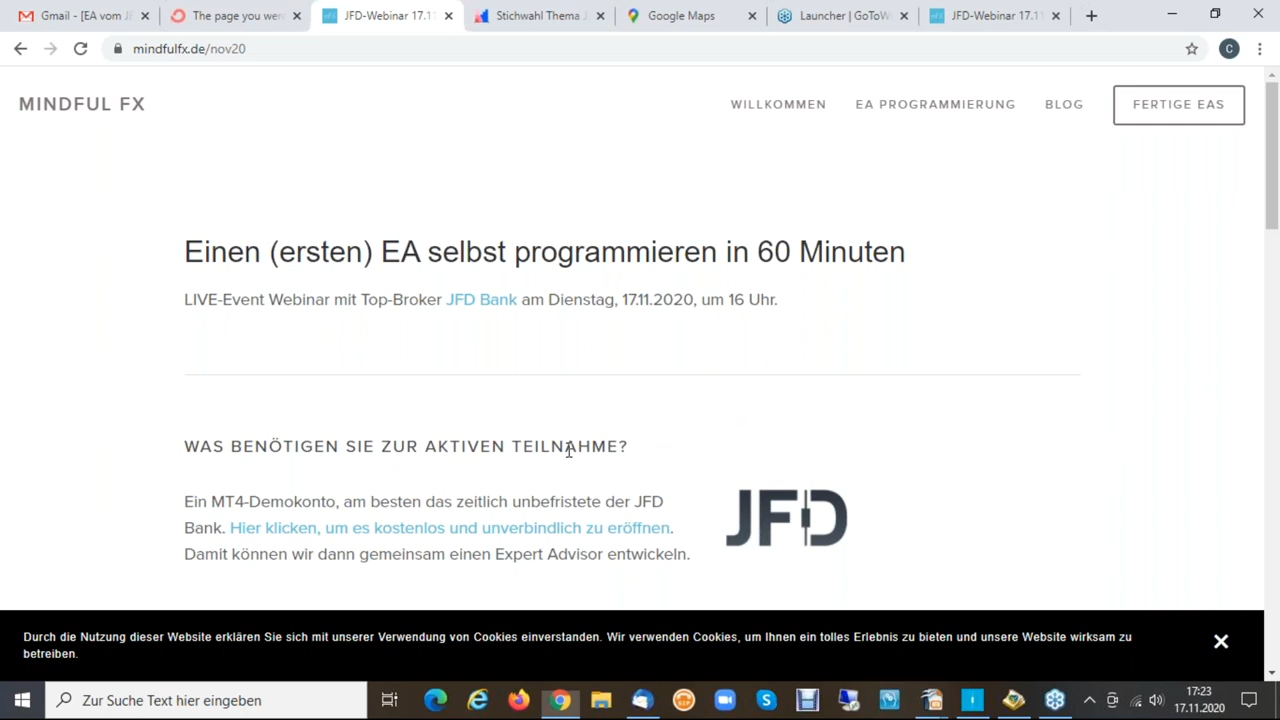 Gmail - [EA vom JF
The page you wer
JFD-Webinar 17.11
Stichwahl Thema J
Google Maps
Launcher | GoToW
JFD-Webinar 17.1
mindfulfx.de/nov20
C
MINDFUL FX
WILLKOMMEN
EA PROGRAMMIERUNG
BLOG
FERTIGE EAS
Einen (ersten) EA selbst programmieren in 60 Minuten
LIVE-Event Webinar mit Top-Broker JFD Bank am Dienstag, 17.11.2020, um 16 Uhr.
WAS BENÖTIGEN SIE ZUR AKTIVEN TEILNAHME?
Ein MT4-Demokonto, am besten das zeitlich unbefristete der JFD
Bank. Hier klicken, um es kostenlos und unverbindlich zu eröffnen.
Damit können wir dann gemeinsam einen Expert Advisor entwickeln.
JFD
Durch die Nutzung dieser Website erklären Sie sich mit unserer Verwendung von Cookies einverstanden. Wir verwenden Cookies, um Ihnen ein tolles Erlebnis zu bieten und unsere Website wirksam zu
betreiben.
Zur Suche Text hier eingeben
17:23
17.11.2020